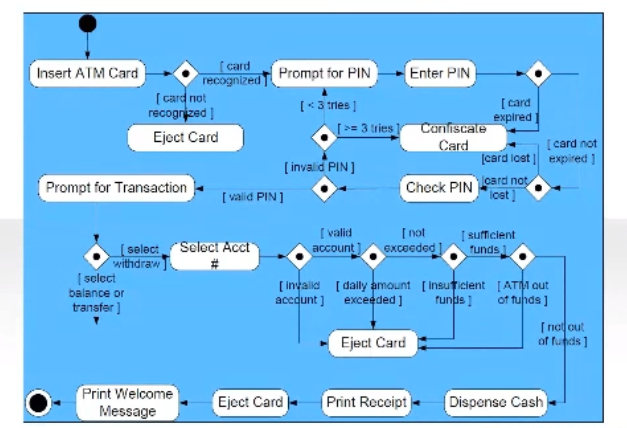 [ card
recognized ]
Insert ATM Card
Prompt for PIN
Enter PIN
[ card not
recognized ]
[ < 3 tries ]
[ card
expired ]
Eject Card
[ >= 3 tries ]
Confiscate
Card
[ card not
expired ]
[card lost ]
[ invalid PIN ]
Prompt for Transaction
[ valid PIN ]
Check PIN
[card not
lost ]
[ select
withdraw ]
Select Acct
#
[ valid
account ]
[ not
exceeded ]
[ sufficient
funds ]
[ select
balance or
transfer ]
[ invalid
account ]
[ daily amount
exceeded ]
[ insufficient
funds ]
[ ATM out
of funds ]
[ not out
of funds ]
Eject Card
Print Welcome
Message
Eject Card
Print Receipt
Dispense Cash